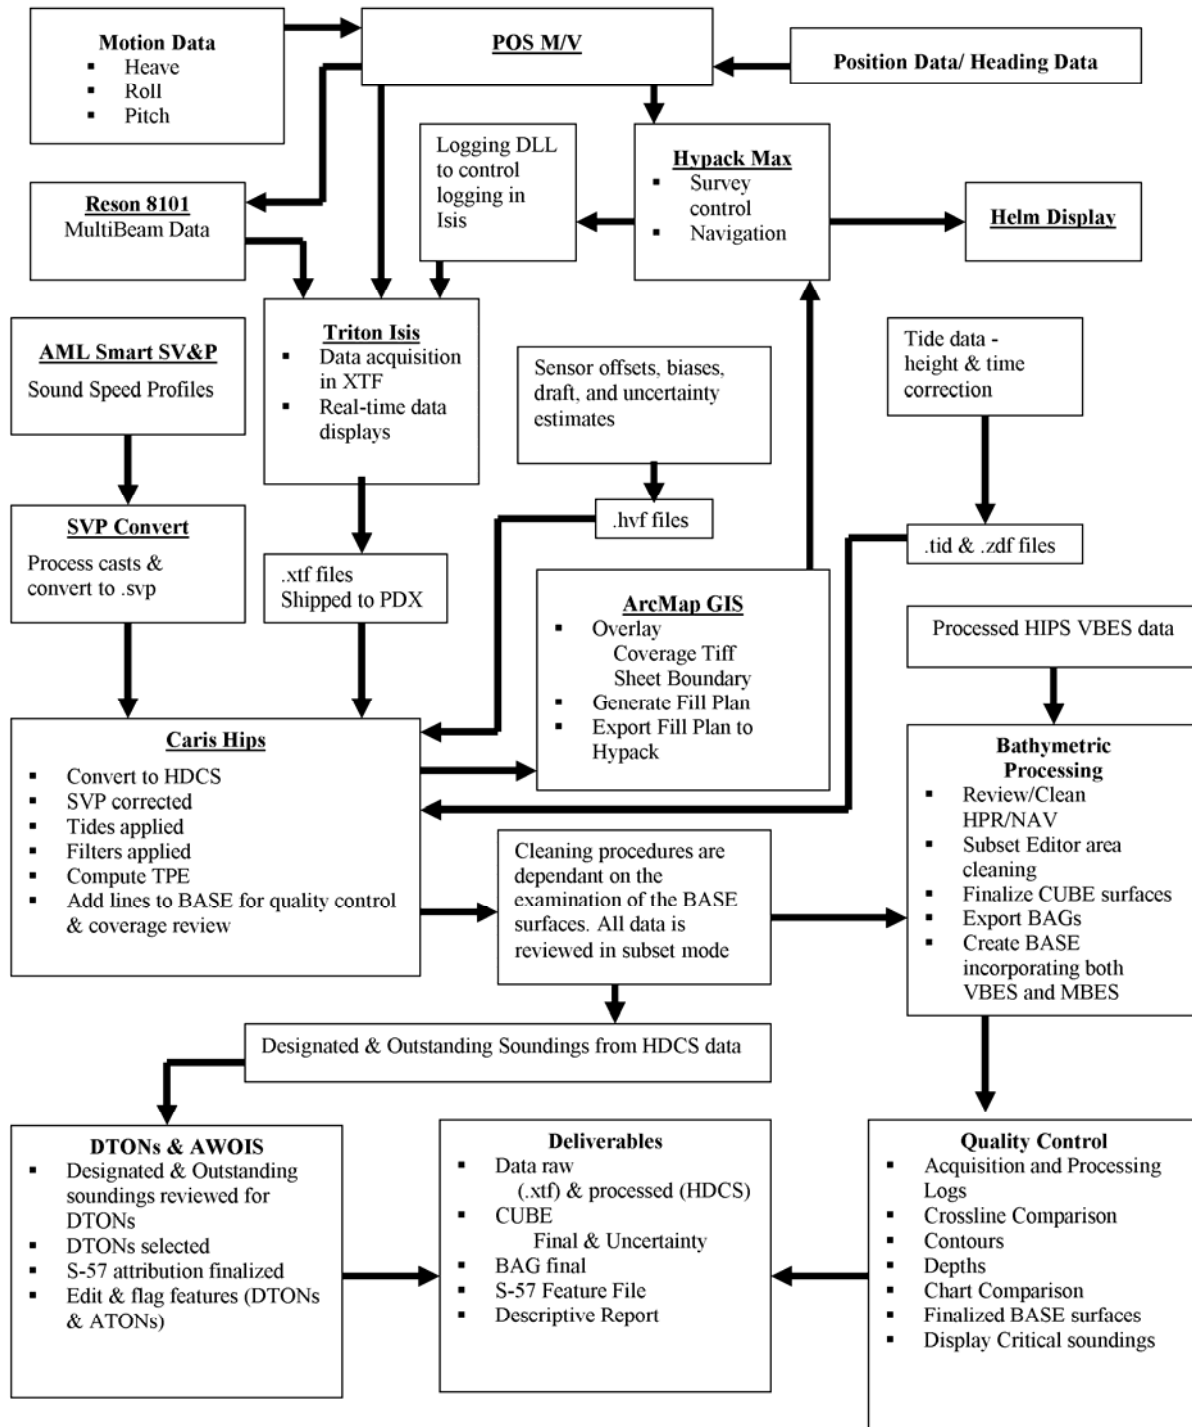 Motion Data
▪ Heave
▪ Roll
▪ Pitch
POS M/V
Position Data/ Heading Data
Logging DLL
to control
logging in
Isis
Hypack Max
▪ Survey
control
▪ Navigation
Reson 8101
MultiBeam Data
Helm Display
AML Smart SV&P
Sound Speed Profiles
Triton Isis
▪ Data acquisition
in XTF
▪ Real-time data
displays
Sensor offsets, biases,
draft, and uncertainty
estimates
Tide data -
height & time
correction
SVP Convert
Process casts &
convert to .svp
.xtf files
Shipped to PDX
.hvf files
.tid & .zdf files
ArcMap GIS
▪ Overlay
Coverage Tiff
Sheet Boundary
▪ Generate Fill Plan
▪ Export Fill Plan to
Hypack
Processed HIPS VBES data
Caris Hips
▪ Convert to HDCS
▪ SVP corrected
▪ Tides applied
▪ Filters applied
▪ Compute TPE
▪ Add lines to BASE for quality control
& coverage review
Cleaning procedures are
dependant on the
examination of the BASE
surfaces. All data is
reviewed in subset mode
Bathymetric
Processing
▪ Review/Clean
HPR/NAV
▪ Subset Editor area
cleaning
▪ Finalize CUBE surfaces
▪ Export BAGs
▪ Create BASE
incorporating both
VBES and MBES
Designated & Outstanding Soundings from HDCS data
DTONs & AWOIS
▪ Designated & Outstanding
soundings reviewed for
DTONs
▪ DTONs selected
▪ S-57 attribution finalized
▪ Edit & flag features (DTONs
& ATONs)
Deliverables
▪ Data raw
(.xtf) & processed (HDCS)
▪ CUBE
Final & Uncertainty
▪ BAG final
▪ S-57 Feature File
▪ Descriptive Report
Quality Control
▪ Acquisition and Processing
Logs
▪ Crossline Comparison
▪ Contours
▪ Depths
▪ Chart Comparison
▪ Finalized BASE surfaces
▪ Display Critical soundings